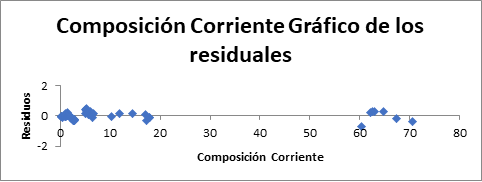 Composición Corriente Gráfico de los
residuales
Residuos
2
0
-2
0 10 20 30 40 50 60 70 80
Composición Corriente